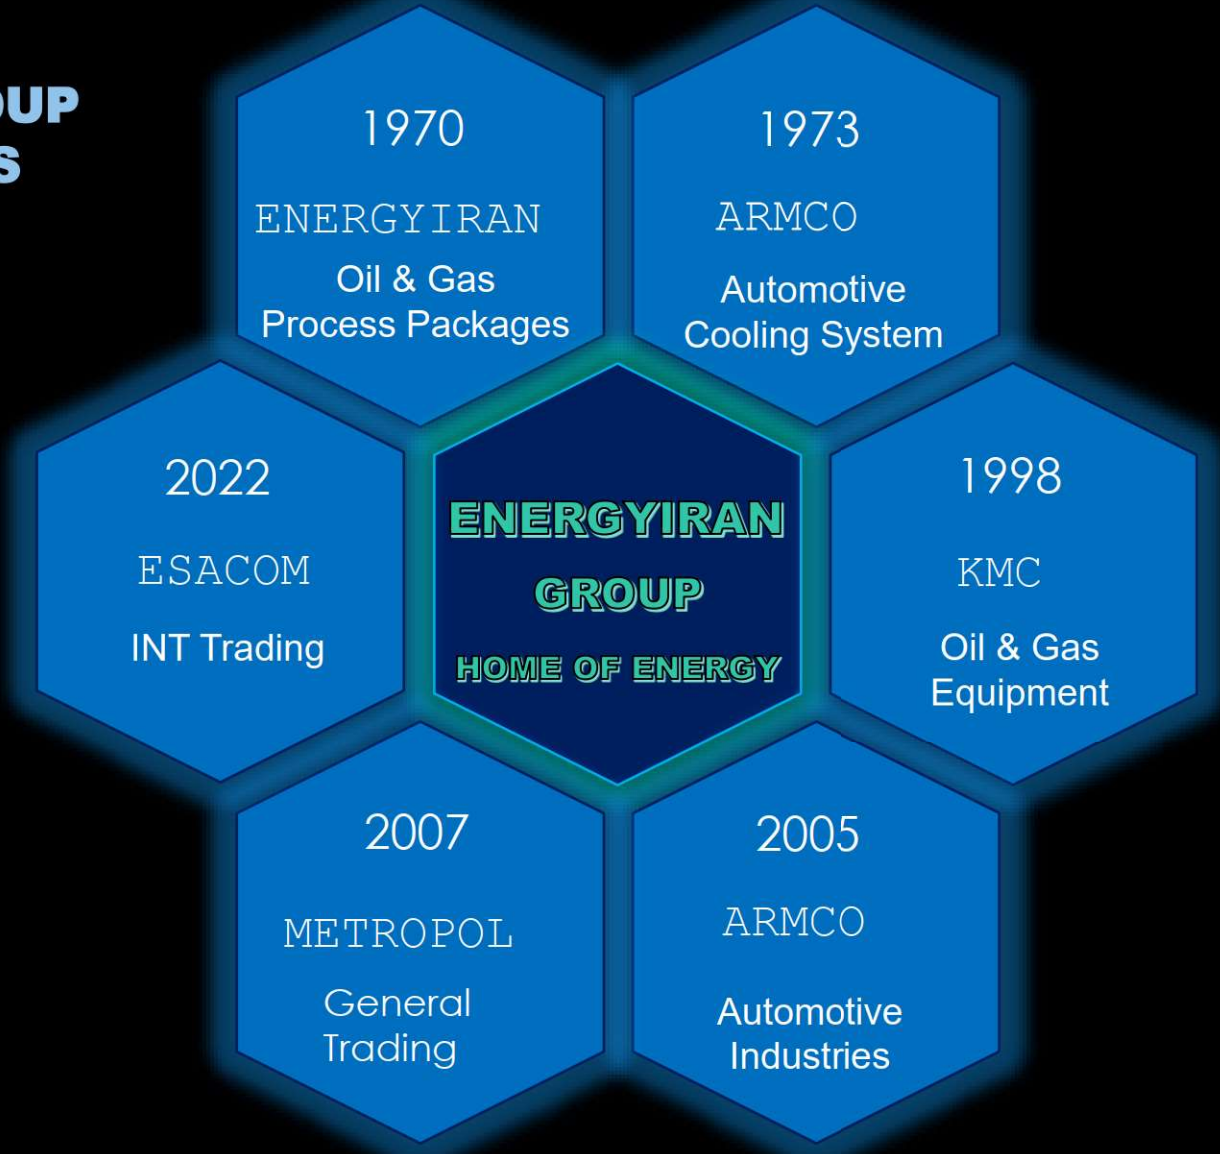 OUP
S
1970
ENERGYIRAN
Oil & Gas
Process Packages
1973
ARMCO
Automotive
Cooling System
2022
ESACOM
INT Trading
ENERGYIRAN
GROUP
HOME OF ENERGY
1998
KMC
Oil & Gas
Equipment
2007
METROPOL
General
Trading
2005
ARMCO
Automotive
Industries